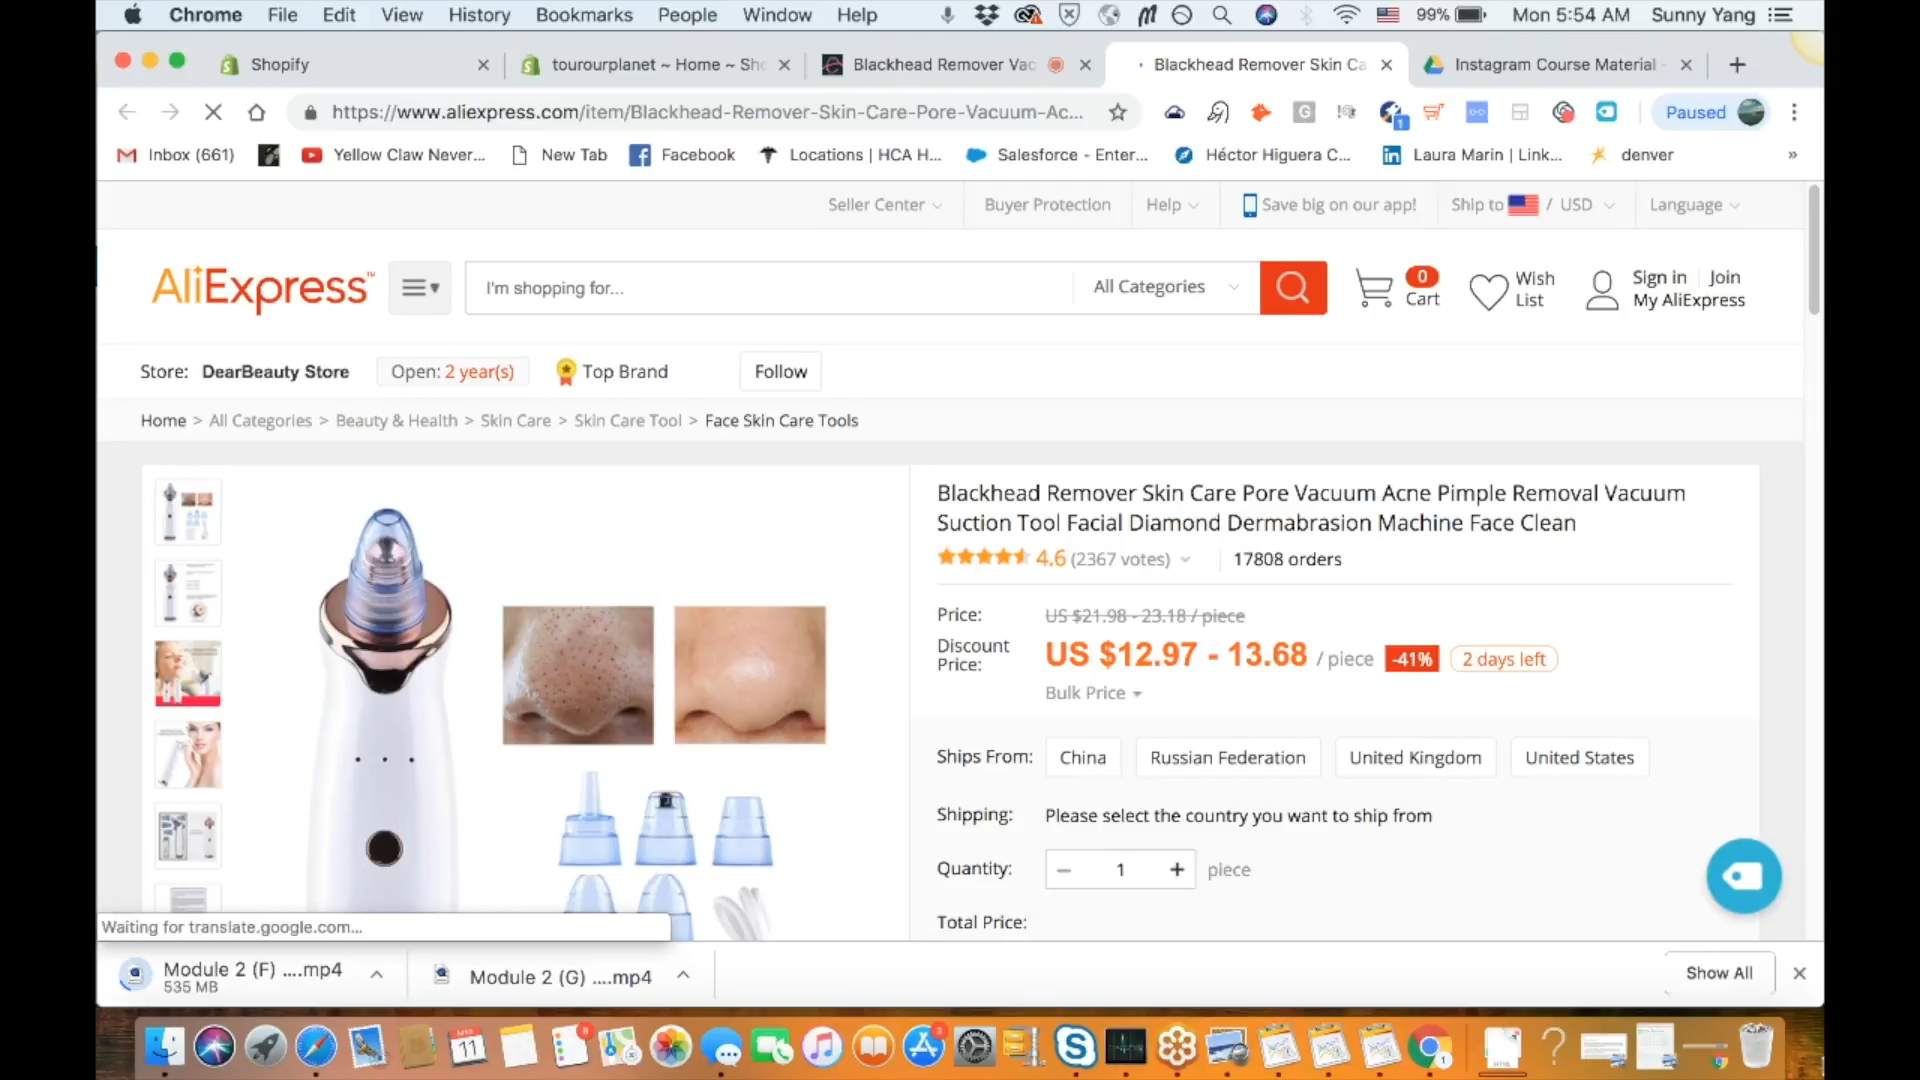 Chrome File Edit View History Bookmarks People Window Help 99% Mon 5:54 AM Sunny Yang
Shopify
tourourplanet ~ Home ~ Sh
Blackhead Remover Vac
Blackhead Remover Skin Ca
Instagram Course Material -
https://www.aliexpress.com/item/Blackhead-Remover-Skin-Care-Pore-Vacuum-Ac...
Paused
Inbox (661) Yellow Claw Never... New Tab Facebook Locations | HCA H... Salesforce - Enter... Héctor Higuera C... Laura Marin | Link... denver »
Seller Center Buyer Protection Help Save big on our app! Ship to / USD Language
AliExpress™
I'm shopping for...
All Categories
0
Cart
Wish
List
Sign in Join
My AliExpress
Store: DearBeauty Store Open: 2 year(s) Top Brand Follow
Home > All Categories > Beauty & Health > Skin Care > Skin Care Tool > Face Skin Care Tools
Blackhead Remover Skin Care Pore Vacuum Acne Pimple Removal Vacuum
Suction Tool Facial Diamond Dermabrasion Machine Face Clean
4.6 (2367 votes) 17808 orders
Price: US $21.98 - 23.18 / piece
Discount
Price:
US $12.97 - 13.68 / piece -41% 2 days left
Bulk Price
Ships From: China Russian Federation United Kingdom United States
Shipping: Please select the country you want to ship from
Quantity: − 1 + piece
Total Price:
Waiting for translate.google.com...
Module 2 (F) ....mp4
535 MB
Module 2 (G) ....mp4
Show All
11